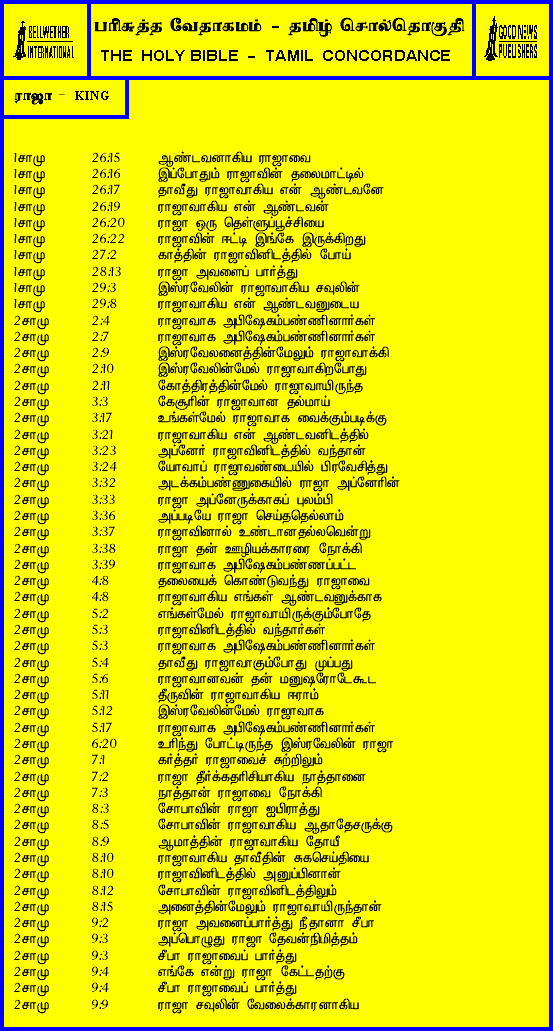 BELLWETHER INTERNATIONAL
பரிசுத்த வேதாகமம் - தமிழ் சொல்தொகுதி
THE HOLY BIBLE - TAMIL CONCORDANCE
GOOD NEWS PUBLISHERS
ராஜா - KING
1சாமு 26:15 ஆண்டவனாகிய ராஜாவை
1சாமு 26:16 இப்போதும் ராஜாவின் தலைமாட்டில்
1சாமு 26:17 தாவீது ராஜாவாகிய என் ஆண்டவனே
1சாமு 26:19 ராஜாவாகிய என் ஆண்டவன்
1சாமு 26:20 ராஜா ஒரு தெள்ளுப்பூச்சியை
1சாமு 26:22 ராஜாவின் ஈட்டி இங்கே இருக்கிறது
1சாமு 27:2 காத்தின் ராஜாவினிடத்தில் போய்
1சாமு 28:13 ராஜா அவளைப் பார்த்து
1சாமு 29:3 இஸ்ரவேலின் ராஜாவாகிய சவுலின்
1சாமு 29:8 ராஜாவாகிய என் ஆண்டவனுடைய
2சாமு 2:4 ராஜாவாக அபிஷேகம்பண்ணினார்கள்
2சாமு 2:7 ராஜாவாக அபிஷேகம்பண்ணினார்கள்
2சாமு 2:9 இஸ்ரவேலனைத்தின்மேலும் ராஜாவாக்கி
2சாமு 2:10 இஸ்ரவேலின்மேல் ராஜாவாகிறபோது
2சாமு 2:11 கோத்திரத்தின்மேல் ராஜாவாயிருந்த
2சாமு 3:3 கேசூரின் ராஜாவான தல்மாய்
2சாமு 3:17 உங்கள்மேல் ராஜாவாக வைக்கும்படிக்கு
2சாமு 3:21 ராஜாவாகிய என் ஆண்டவனிடத்தில்
2சாமு 3:23 அப்னேர் ராஜாவினிடத்தில் வந்தான்
2சாமு 3:24 யோவாப் ராஜாவண்டையில் பிரவேசித்து
2சாமு 3:32 அடக்கம்பண்ணுகையில் ராஜா அப்னேரின்
2சாமு 3:33 ராஜா அப்னேருக்காகப் புலம்பி
2சாமு 3:36 அப்படியே ராஜா செய்ததெல்லாம்
2சாமு 3:37 ராஜாவினால் உண்டானதல்லவென்று
2சாமு 3:38 ராஜா தன் ஊழியக்காரரை நோக்கி
2சாமு 3:39 ராஜாவாக அபிஷேகம்பண்ணப்பட்ட
2சாமு 4:8 தலையைக் கொண்டுவந்து ராஜாவை
2சாமு 4:8 ராஜாவாகிய எங்கள் ஆண்டவனுக்காக
2சாமு 5:2 எங்கள்மேல் ராஜாவாயிருக்கும்போதே
2சாமு 5:3 ராஜாவினிடத்தில் வந்தார்கள்
2சாமு 5:3 ராஜாவாக அபிஷேகம்பண்ணினார்கள்
2சாமு 5:4 தாவீது ராஜாவாகும்போது முப்பது
2சாமு 5:6 ராஜாவானவன் தன் மனுஷரோடேகூட
2சாமு 5:11 தீருவின் ராஜாவாகிய ஈராம்
2சாமு 5:12 இஸ்ரவேலின்மேல் ராஜாவாக
2சாமு 5:17 ராஜாவாக அபிஷேகம்பண்ணினார்கள்
2சாமு 6:20 உரிந்து போட்டிருந்த இஸ்ரவேலின் ராஜா
2சாமு 7:1 கர்த்தர் ராஜாவைச் சுற்றிலும்
2சாமு 7:2 ராஜா தீர்க்கதரிசியாகிய நாத்தானை
2சாமு 7:3 நாத்தான் ராஜாவை நோக்கி
2சாமு 8:3 சோபாவின் ராஜா ஐபிராத்து
2சாமு 8:5 சோபாவின் ராஜாவாகிய ஆதாதேசருக்கு
2சாமு 8:9 ஆமாத்தின் ராஜாவாகிய தோயீ
2சாமு 8:10 ராஜாவாகிய தாவீதின் சுகசெய்தியை
2சாமு 8:10 ராஜாவினிடத்தில் அனுப்பினான்
2சாமு 8:12 சோபாவின் ராஜாவினிடத்திலும்
2சாமு 8:15 அனைத்தின்மேலும் ராஜாவாயிருந்தான்
2சாமு 9:2 ராஜா அவனைப்பார்த்து நீதானா சீபா
2சாமு 9:3 அப்பொழுது ராஜா தேவன்நிமித்தம்
2சாமு 9:3 சீபா ராஜாவைப் பார்த்து
2சாமு 9:4 எங்கே என்று ராஜா கேட்டதற்கு
2சாமு 9:4 சீபா ராஜாவைப் பார்த்து
2சாமு 9:9 ராஜா சவுலின் வேலைக்காரனாகிய